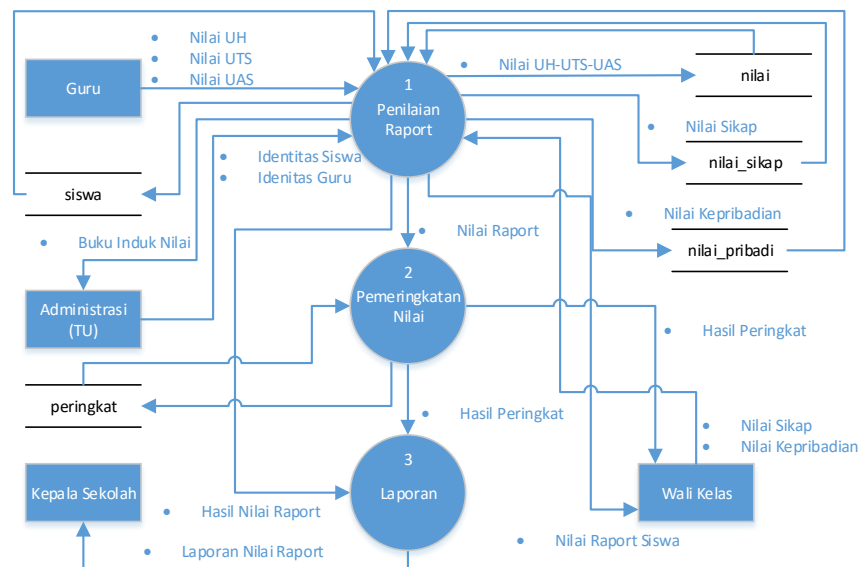 • Nilai UH
• Nilai UTS
• Nilai UAS
Guru
1
Penilaian
Raport
• Nilai UH-UTS-UAS
nilai
• Nilai Sikap
nilai_sikap
• Identitas Siswa
• Idenitas Guru
siswa
• Nilai Kepribadian
nilai_pribadi
• Buku Induk Nilai
• Nilai Raport
Administrasi
(TU)
2
Pemeringkatan
Nilai
• Hasil Peringkat
peringkat
• Hasil Peringkat
• Nilai Sikap
• Nilai Kepribadian
3
Laporan
Kepala Sekolah
Wali Kelas
• Hasil Nilai Raport
• Laporan Nilai Raport
• Nilai Raport Siswa